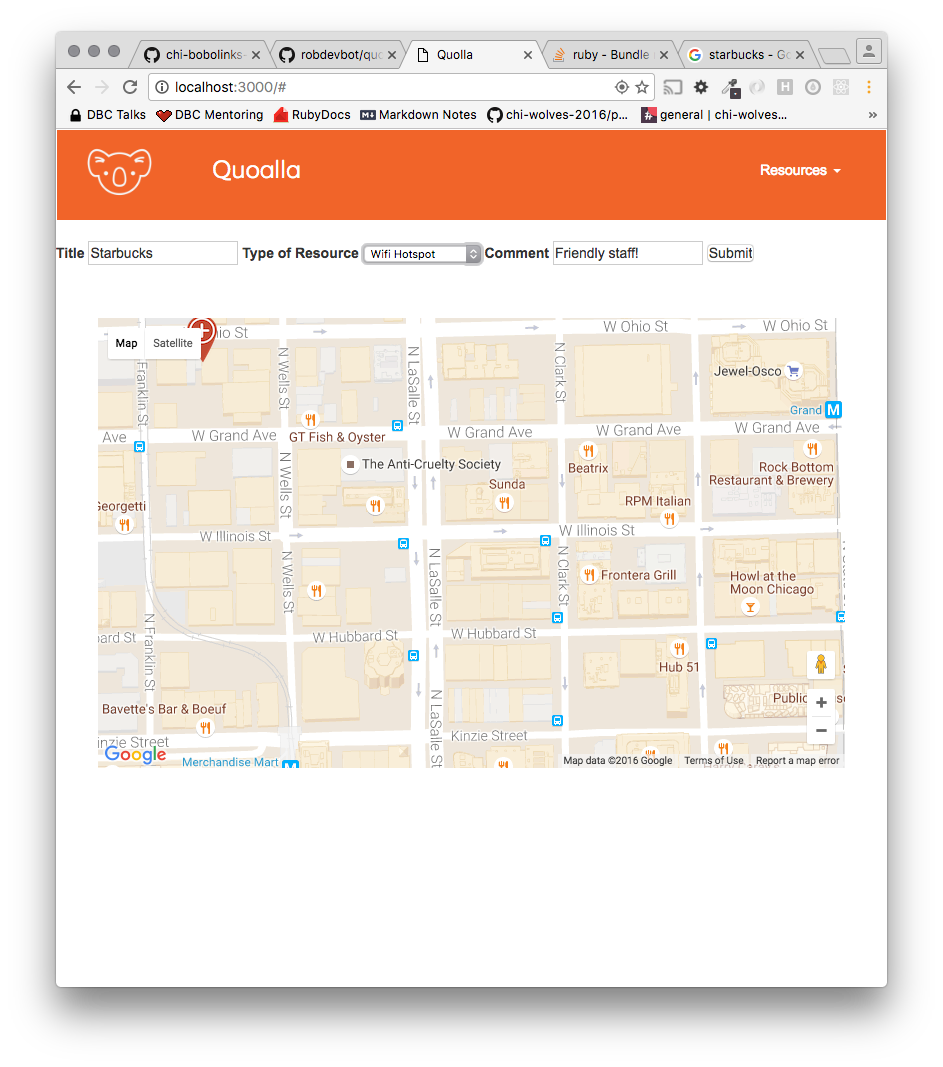 chi-bobolinks-
robdevbot/quo
Quolla
ruby - Bundle
starbucks - Go
localhost:3000/#
DBC Talks
DBC Mentoring
RubyDocs
Markdown Notes
chi-wolves-2016/p...
general | chi-wolves...
»
Quoalla
Resources
Title Starbucks Type of Resource Wifi Hotspot Comment Friendly staff! Submit
Map Satellite
hio St
W Ohio St
W Ohio St
Franklin St
N Wells St
N LaSalle St
N Clark St
Jewel-Osco
Grand M
Ave
W Grand Ave
GT Fish & Oyster
W Grand Ave
W Grand Ave
W Grand Ave
The Anti-Cruelty Society
Beatrix
Rock Bottom
Restaurant & Brewery
Sunda
N Wells St
RPM Italian
Georgetti
W Illinois St
W Illinois St
N Wells St
N LaSalle St
N Clark St
Frontera Grill
Howl at the
Moon Chicago
N Franklin St
bard St
W Hubbard St
W Hubbard St
Hub 51
Public
Bavette's Bar & Boeuf
N LaSalle St
Kinzie Street
inzie Street
Google
Merchandise Mart M
Map data ©2016 Google Terms of Use Report a map error